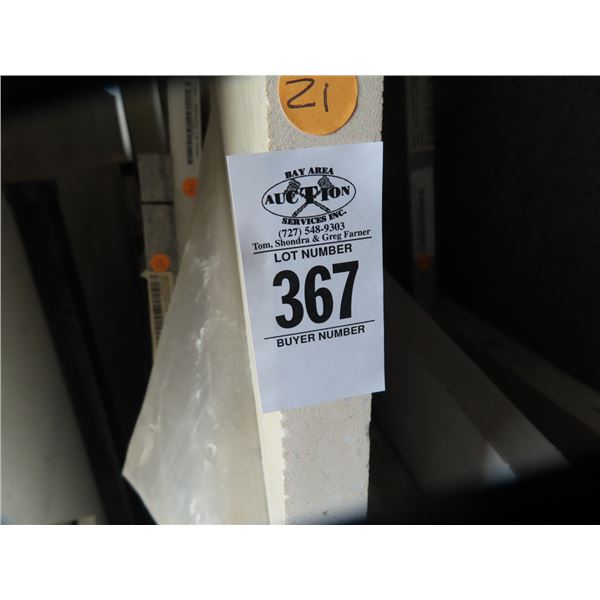 21
BAY AREA
AUCTION
SERVICES INC.
(727) 548-9303
Tom, Shondra & Greg Farner
LOT NUMBER
367
BUYER NUMBER